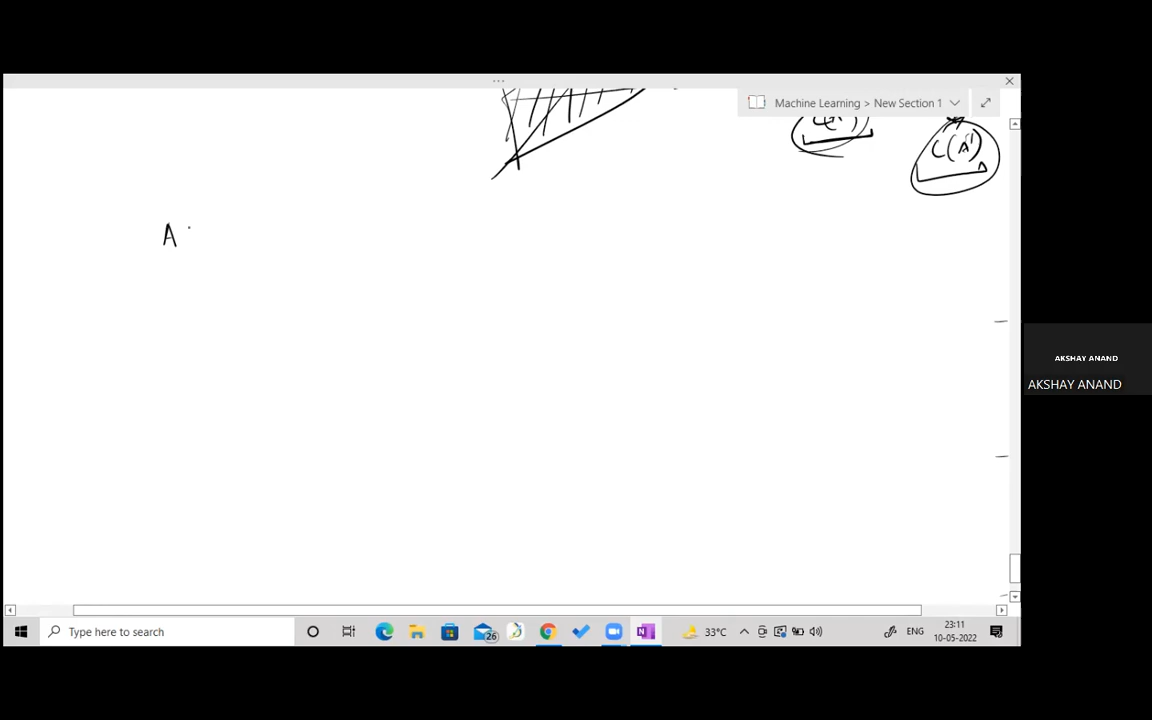 Machine Learning > New Section 1
C(A^T)
A
AKSHAY ANAND
AKSHAY ANAND
Type here to search
26
33°C
ENG
23:11
10-05-2022